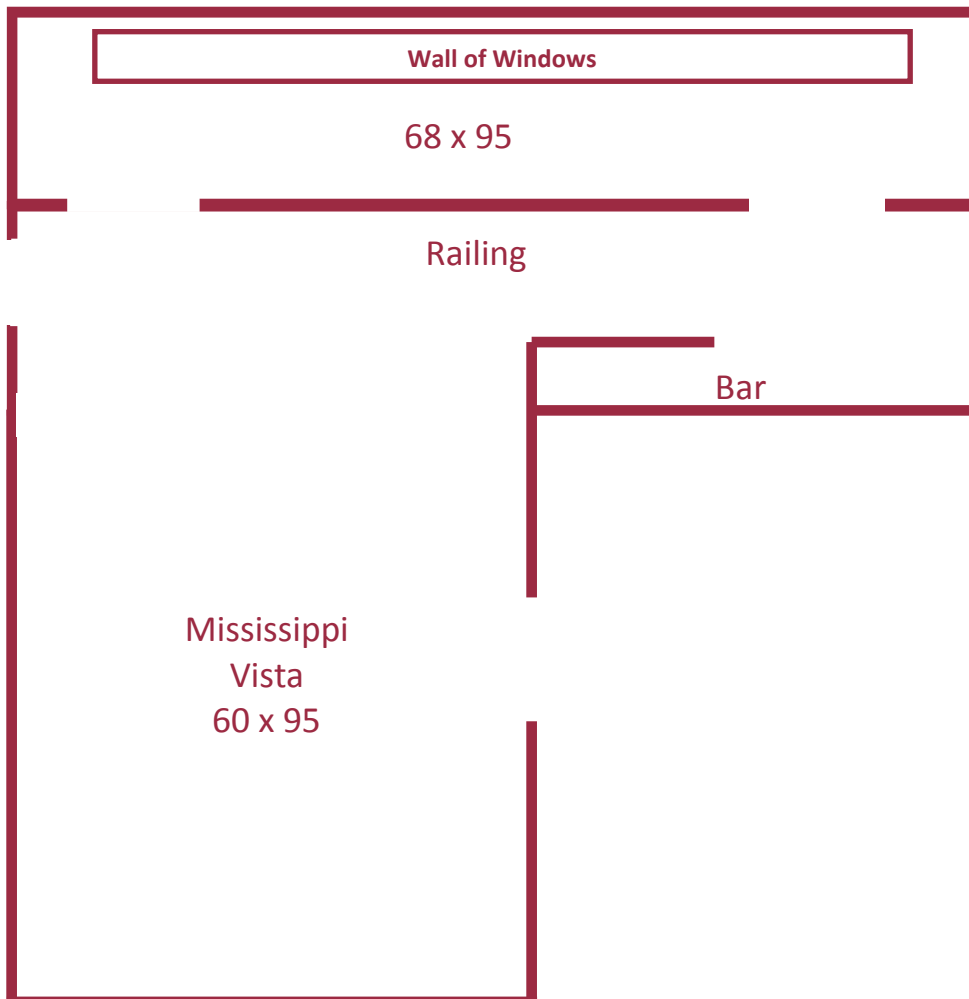 Wall of Windows
68 x 95
Railing
Bar
Mississippi
Vista
60 x 95